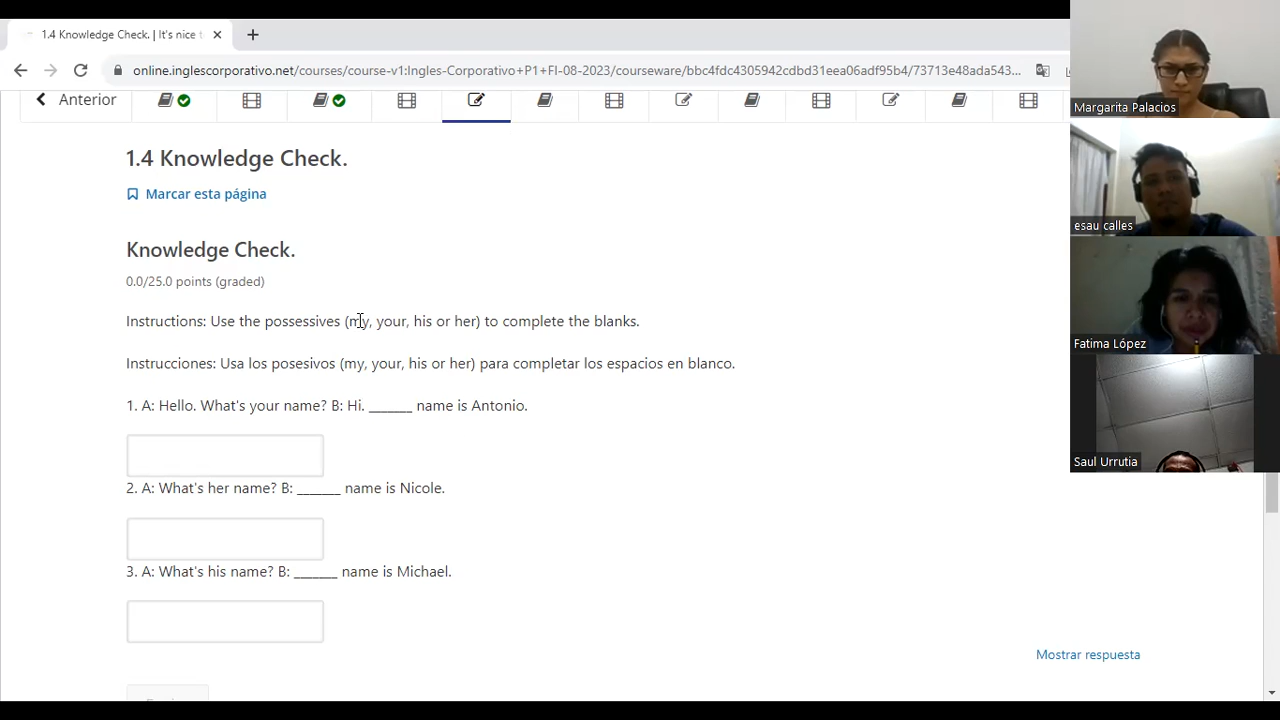 1.4 Knowledge Check. | It's nice t
online.inglescorporativo.net/courses/course-v1:Ingles-Corporativo+P1+FI-08-2023/courseware/bbc4fdc4305942cdbd31eea06adf95b4/73713e48ada543...
Anterior
1.4 Knowledge Check.
Marcar esta página
Knowledge Check.
0.0/25.0 points (graded)
Instructions: Use the possessives (my, your, his or her) to complete the blanks.
Instrucciones: Usa los posesivos (my, your, his or her) para completar los espacios en blanco.
1. A: Hello. What's your name? B: Hi. _______ name is Antonio.
2. A: What's her name? B: _______ name is Nicole.
3. A: What's his name? B: _______ name is Michael.
Mostrar respuesta
Margarita Palacios
esau calles
Fatima López
Saul Urrutia